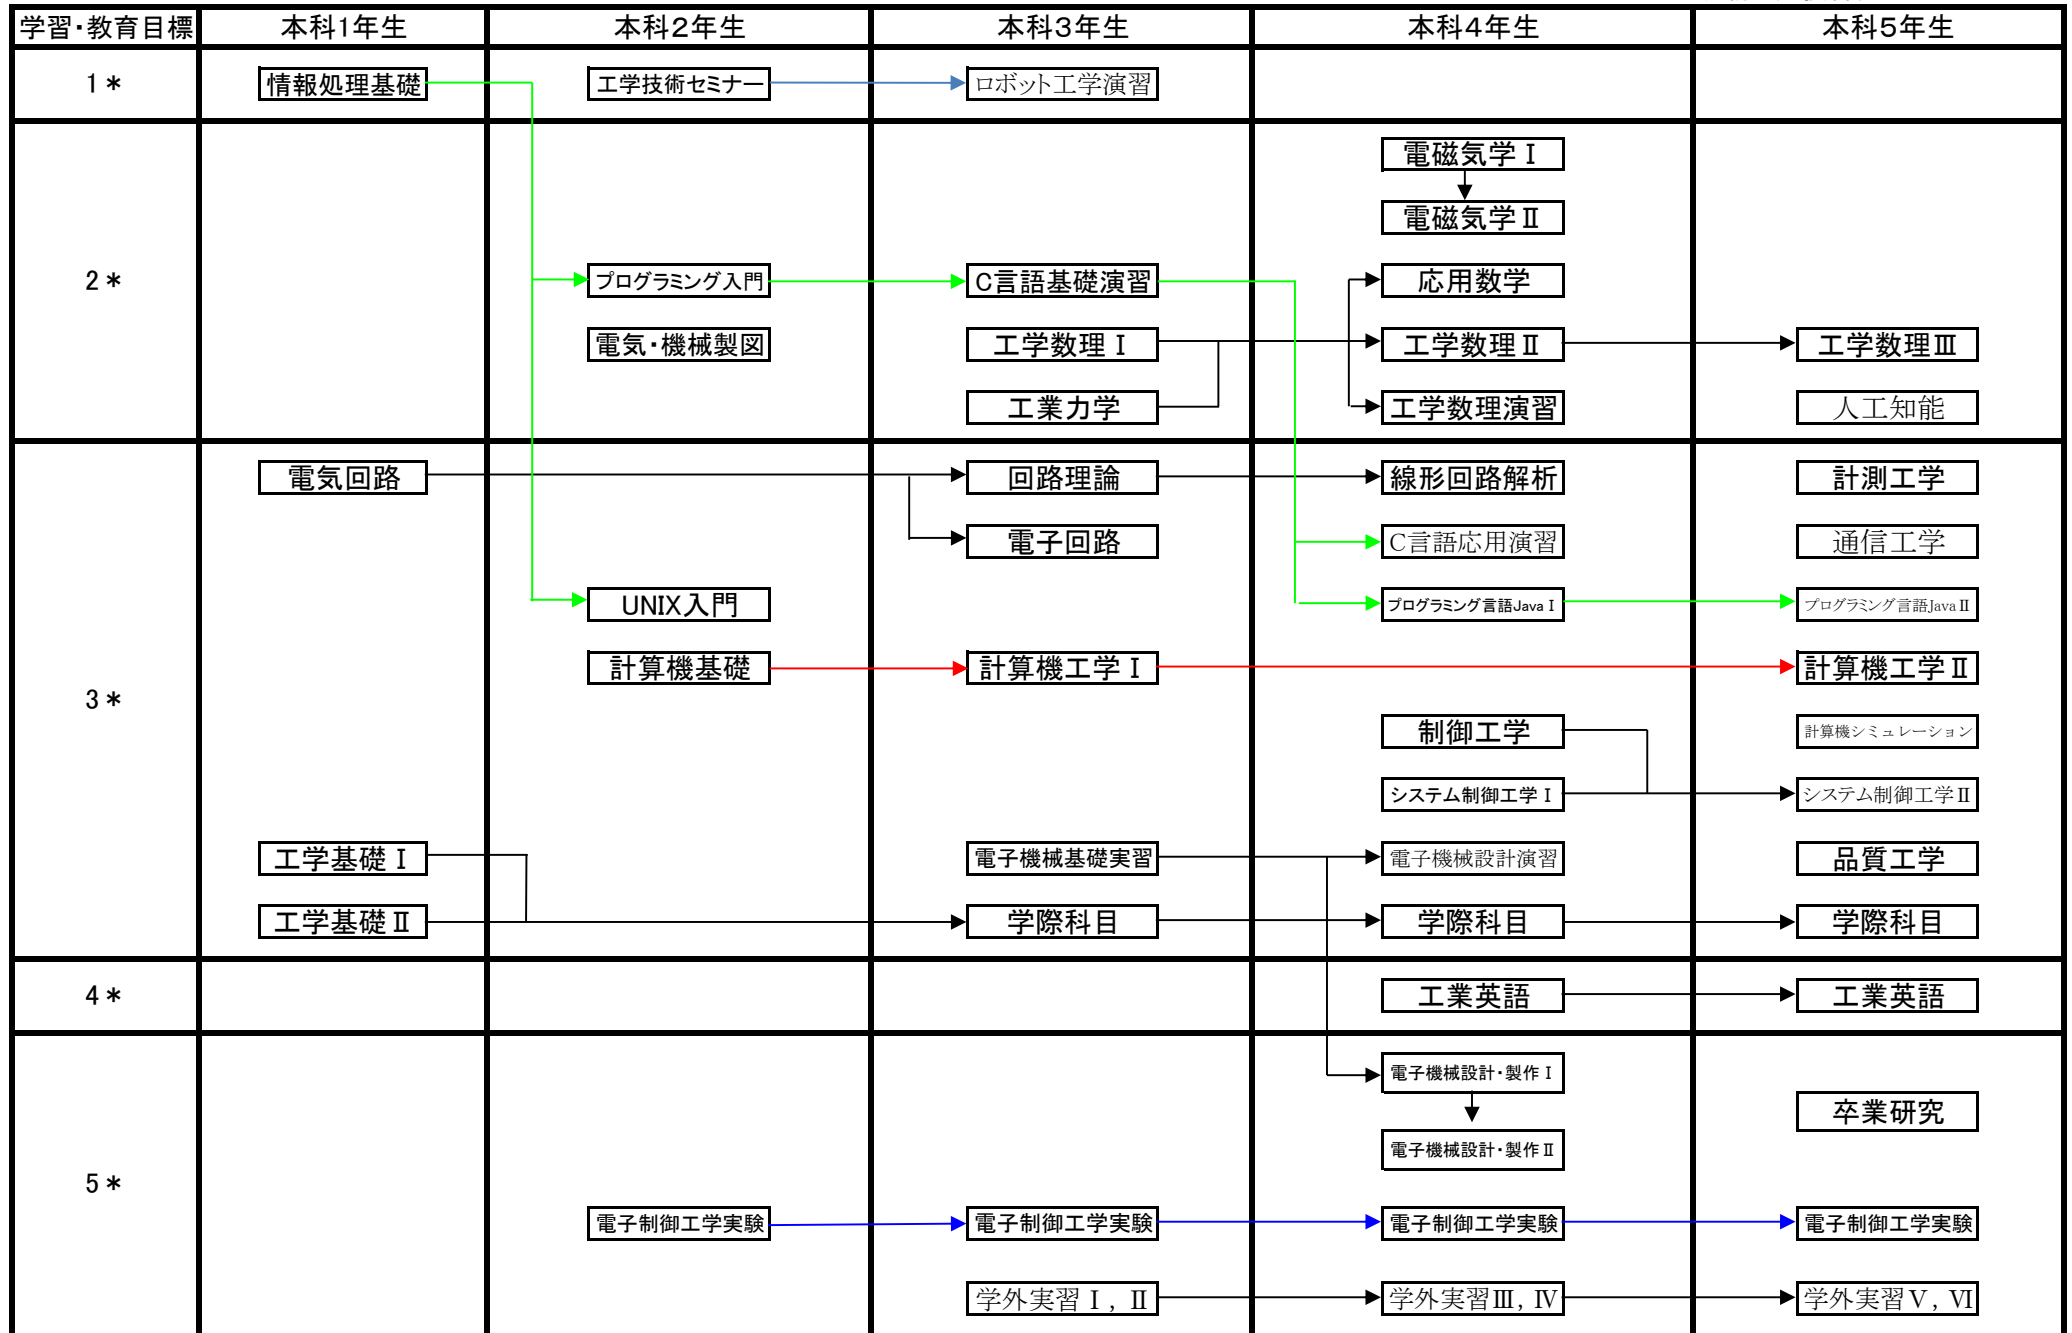 学習・教育目標 本科1年生 本科2年生 本科3年生 本科4年生 本科5年生
1＊ 情報処理基礎 工学技術セミナー ロボット工学演習
電磁気学Ⅰ
電磁気学Ⅱ
2＊ プログラミング入門 C言語基礎演習 応用数学
電気・機械製図 工学数理Ⅰ 工学数理Ⅱ 工学数理Ⅲ
工業力学 工学数理演習 人工知能
電気回路 回路理論 線形回路解析 計測工学
電子回路 C言語応用演習 通信工学
UNIX入門 プログラミング言語JavaⅠ プログラミング言語JavaⅡ
計算機基礎 計算機工学Ⅰ 計算機工学Ⅱ
3＊
制御工学 計算機シミュレーション
システム制御工学Ⅰ システム制御工学Ⅱ
工学基礎Ⅰ 電子機械基礎実習 電子機械設計演習 品質工学
工学基礎Ⅱ 学際科目 学際科目 学際科目
4＊ 工業英語 工業英語
電子機械設計・製作Ⅰ
卒業研究
電子機械設計・製作Ⅱ
5＊
電子制御工学実験 電子制御工学実験 電子制御工学実験 電子制御工学実験
学外実習Ⅰ, Ⅱ 学外実習Ⅲ, Ⅳ 学外実習Ⅴ, Ⅵ